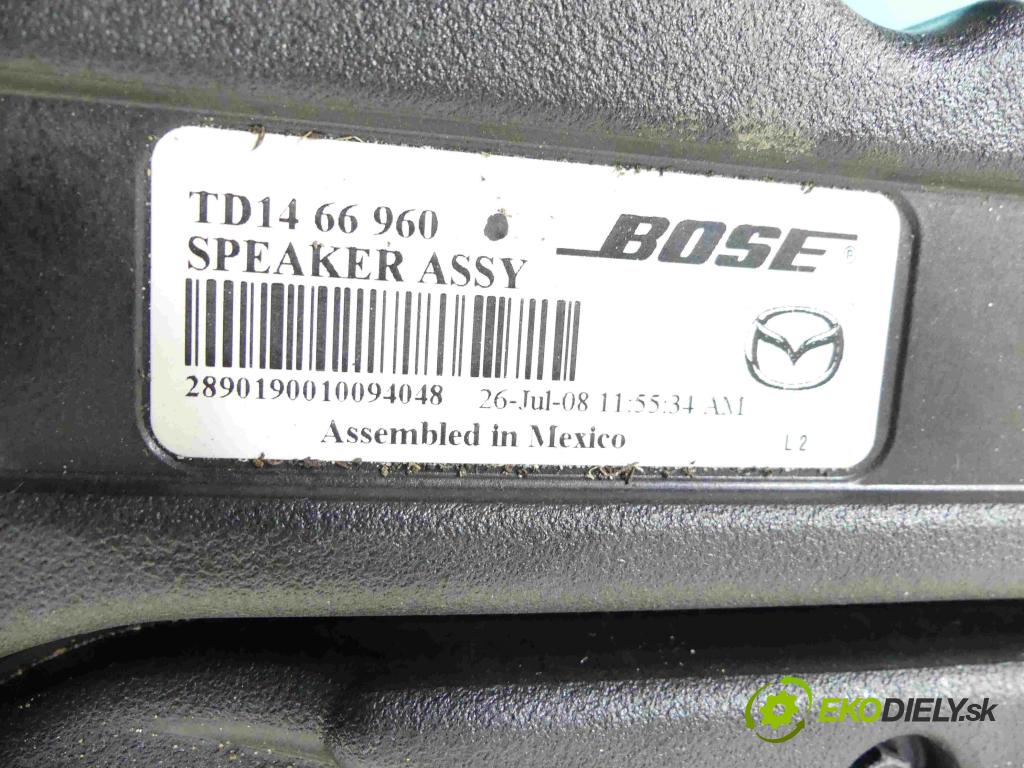 TD14 66 960
BOSE ®
SPEAKER ASSY
2890190010094048 26-Jul-08 11:55:34 AM
Assembled in Mexico
L 2
EKODIELY.sk